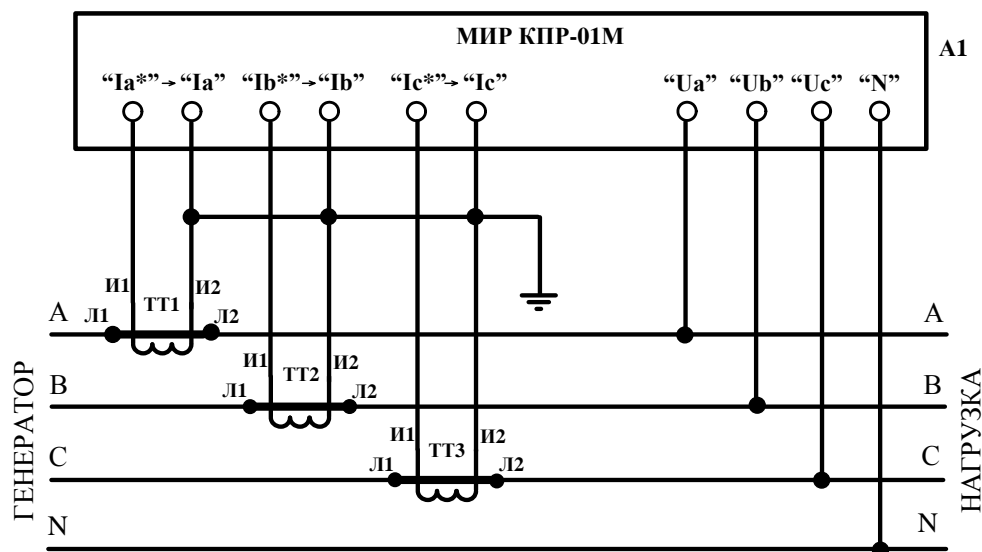 МИР КПР-01М
А1
“Ia*”→“Ia” “Ib*”→“Ib” “Ic*”→“Ic” “Ua” “Ub” “Uc” “N”
И1 ТТ1 И2
A Л1 Л2 A
И1 ТТ2 И2
B Л1 Л2 B
И1 ТТ3 И2
C Л1 Л2 C
N N
ГЕНЕРАТОР
НАГРУЗКА